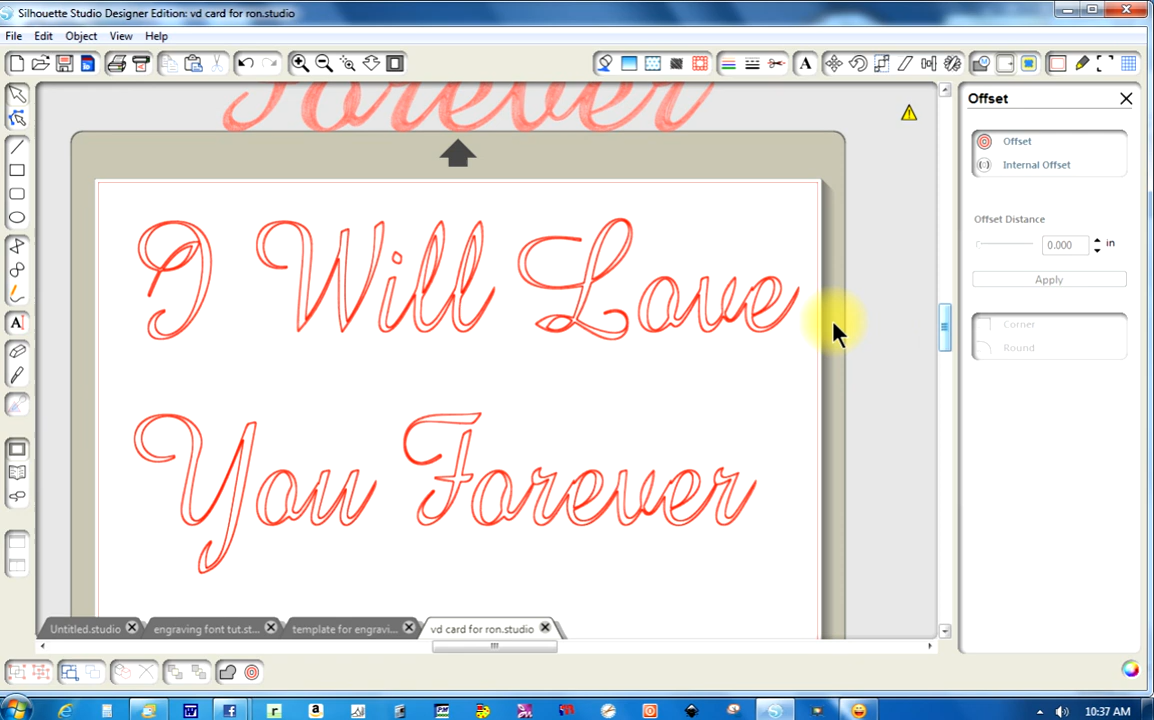 Silhouette Studio Designer Edition: vd card for ron.studio
File Edit Object View Help
Forever
Offset
Offset
Internal Offset
Offset Distance
0.000 in
Apply
Corner
Round
I Will Love
You Forever
Untitled.studio engraving font tut.st... template for engravi... vd card for ron.studio
10:37 AM